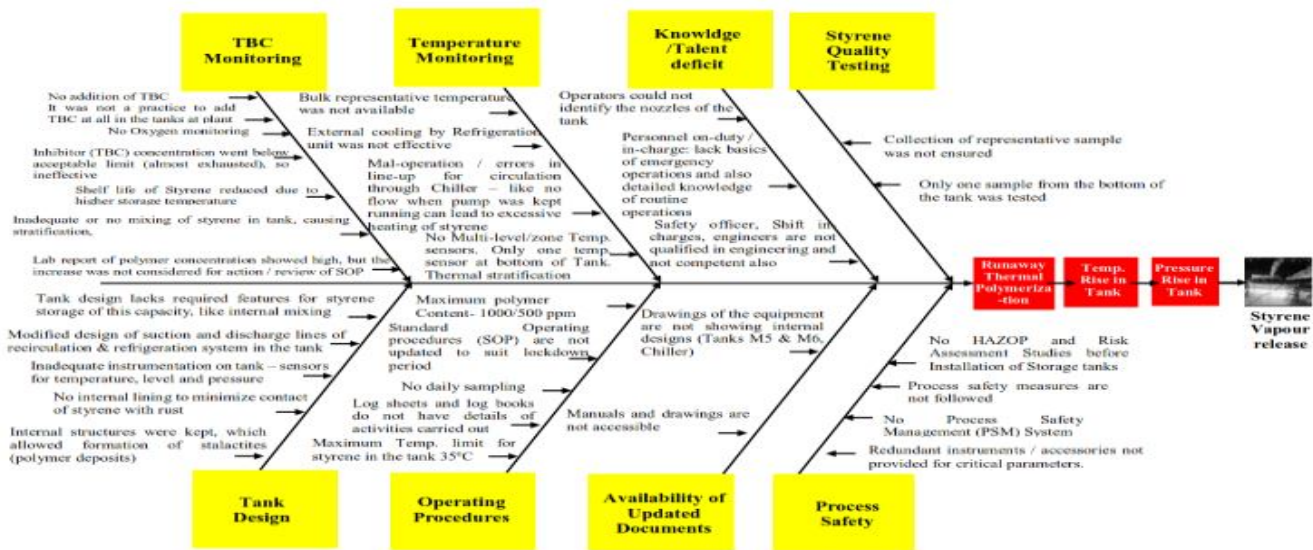 TBC
Monitoring
Temperature
Monitoring
Knowldge
/Talent
deficit
Styrene
Quality
Testing
No addition of TBC
It was not a practice to add
TBC at all in the tanks at plant
No Oxygen monitoring
Inhibitor (TBC) concentration went below
acceptable limit (almost exhausted), so
ineffective
Shelf life of Styrene reduced due to
higher storage temperature
Inadequate or no mixing of styrene in tank, causing
stratification,
Lab report of polymer concentration showed high, but the
increase was not considered for action / review of SOP
Bulk representative temperature
was not available
External cooling by Refrigeration
unit was not effective
Mal-operation / errors in
line-up for circulation
through Chiller – like no
flow when pump was kept
running can lead to excessive
heating of styrene
No Multi-level/zone Temp.
sensors. Only one temp.
sensor at bottom of Tank.
Thermal stratification
Operators could not
identify the nozzles of the
tank
Personnel on-duty /
in-charge: lack basics of
emergency
operations and also
detailed knowledge
of routine
operations
Safety officer, Shift in
charges, engineers are not
qualified in engineering and
not competent also
Collection of representative sample
was not ensured
Only one sample from the bottom of
the tank was tested
Runaway
Thermal
Polymeriza
-tion
Temp.
Rise in
Tank
Pressure
Rise in
Tank
Styrene
Vapour
release
Tank design lacks required features for styrene
storage of this capacity, like internal mixing
Modified design of suction and discharge lines of
recirculation & refrigeration system in the tank
Inadequate instrumentation on tank – sensors
for temperature, level and pressure
No internal lining to minimize contact
of styrene with rust
Internal structures were kept, which
allowed formation of stalactites
(polymer deposits)
Maximum polymer
Content- 1000/500 ppm
Standard Operating
procedures (SOP) are not
updated to suit lockdown
period
No daily sampling
Log sheets and log books
do not have details of
activities carried out
Maximum Temp. limit for
styrene in the tank 35°C
Drawings of the equipment
are not showing internal
designs (Tanks M5 & M6,
Chiller)
Manuals and drawings are
not accessible
No HAZOP and Risk
Assessment Studies before
Installation of Storage tanks
Process safety measures are
not followed
No Process Safety
Management (PSM) System
Redundant instruments / accessories not
provided for critical parameters.
Tank
Design
Operating
Procedures
Availability of
Updated
Documents
Process
Safety